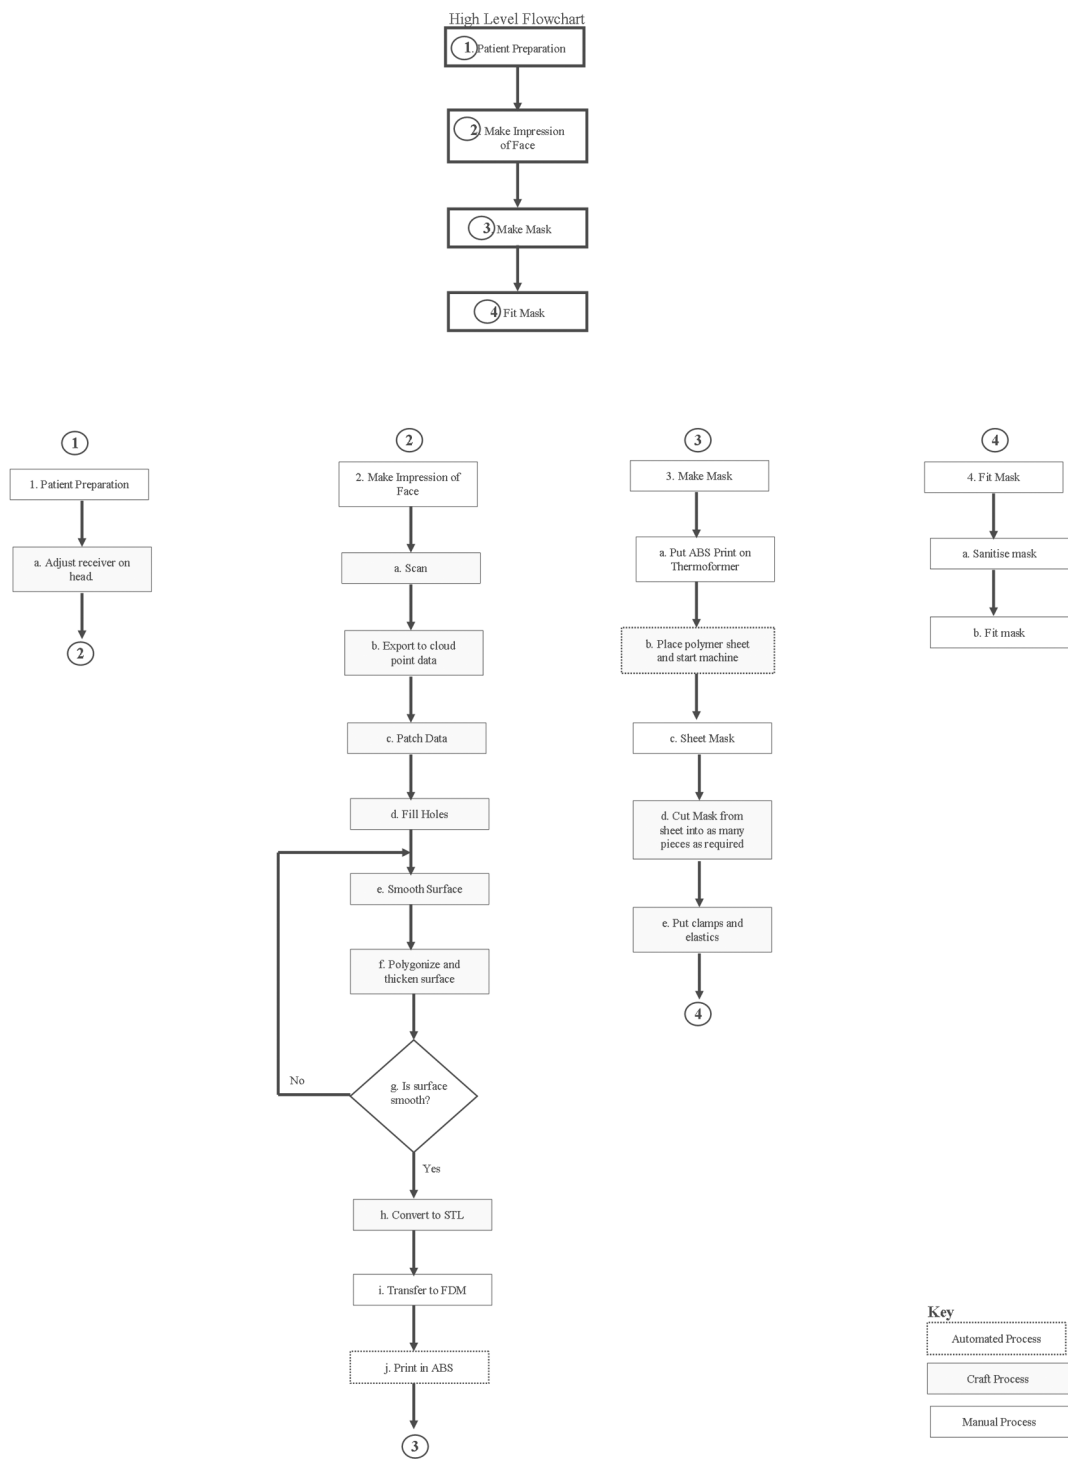 High Level Flowchart
1. Patient Preparation
2. Make Impression
of Face
3. Make Mask
4 Fit Mask
1
1. Patient Preparation
a. Adjust receiver on
head.
2
2
2. Make Impression of
Face
a. Scan
b. Export to cloud
point data
c. Patch Data
d. Fill Holes
e. Smooth Surface
f. Polygonize and
thicken surface
g. Is surface
smooth?
No
Yes
h. Convert to STL
i. Transfer to FDM
j. Print in ABS
3
3
3. Make Mask
a. Put ABS Print on
Thermoformer
b. Place polymer sheet
and start machine
c. Sheet Mask
d. Cut Mask from
sheet into as many
pieces as required
e. Put clamps and
elastics
4
4
4. Fit Mask
a. Sanitise mask
b. Fit mask
Key
Automated Process
Craft Process
Manual Process